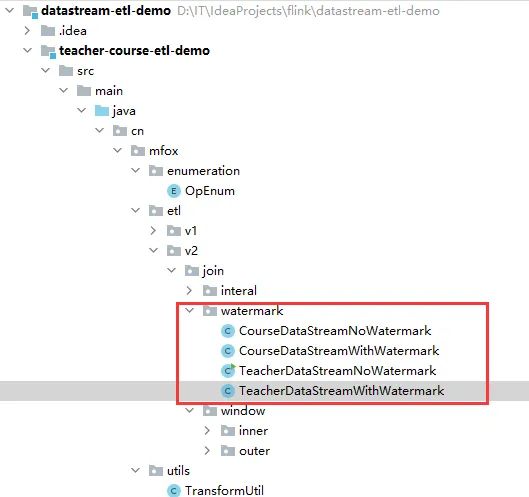 datastream-etl-demo D:\IT\IdeaProjects\flink\datastream-etl-demo
.idea
teacher-course-etl-demo
src
main
java
cn
mfox
enumeration
E OpEnum
etl
v1
v2
join
interal
watermark
C CourseDataStreamNoWatermark
C CourseDataStreamWithWatermark
C TeacherDataStreamNoWatermark
C TeacherDataStreamWithWatermark
window
inner
outer
utils
C TransformUtil